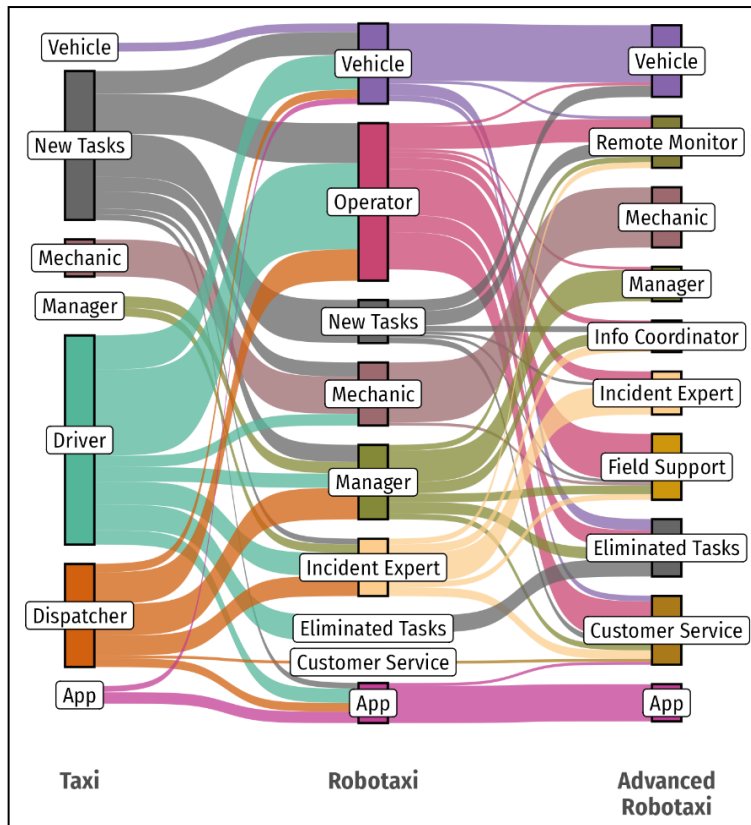 Vehicle
New Tasks
Mechanic
Manager
Driver
Dispatcher
App
Vehicle
Operator
New Tasks
Mechanic
Manager
Incident Expert
Eliminated Tasks
Customer Service
App
Vehicle
Remote Monitor
Mechanic
Manager
Info Coordinator
Incident Expert
Field Support
Eliminated Tasks
Customer Service
App
Taxi
Robotaxi
Advanced
Robotaxi